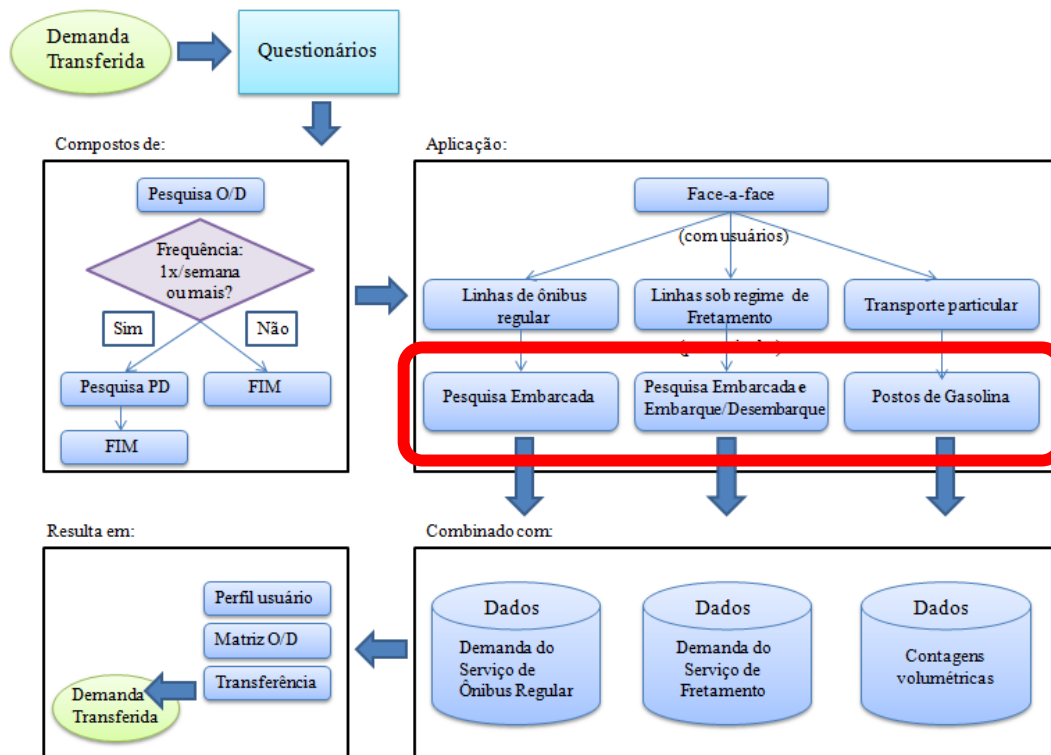 Demanda
Transferida
Questionários
Compostos de:
Pesquisa O/D
Frequência:
1x/semana
ou mais?
Sim
Não
Pesquisa PD
FIM
FIM
Aplicação:
Face-a-face
(com usuários)
Linhas de ônibus
regular
Linhas sob regime de
Fretamento
Transporte particular
Pesquisa Embarcada
Pesquisa Embarcada e
Embarque/Desembarque
Postos de Gasolina
Resulta em:
Perfil usuário
Matriz O/D
Transferência
Demanda
Transferida
Combinado com:
Dados
Demanda do
Serviço de
Ônibus Regular
Dados
Demanda do
Serviço de
Fretamento
Dados
Contagens
volumétricas